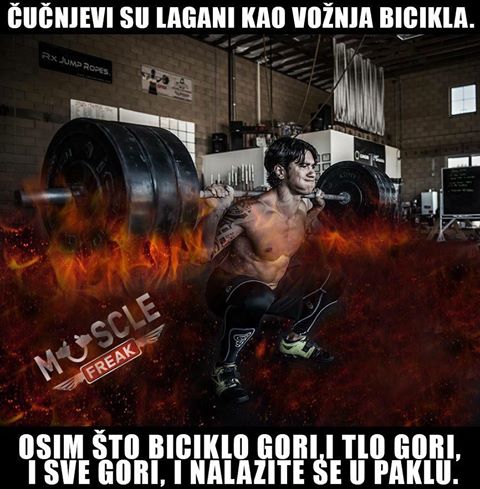 ČUČNJEVI SU LAGANI KAO VOŽNJA BICIKLA.
RX JUMP ROPES.
MUSCLE
FREAK
OSIM ŠTO BICIKLO GORI,I TLO GORI,
I SVE GORI, I NALAZITE SE U PAKLU.